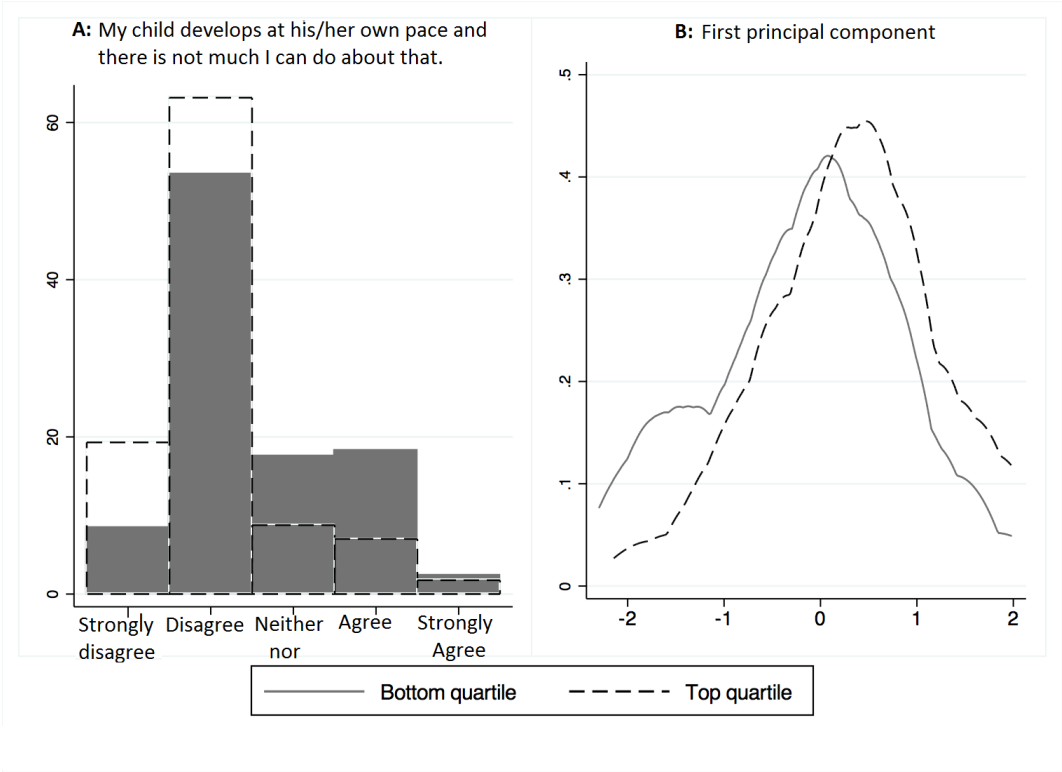 A: My child develops at his/her own pace and
there is not much I can do about that.
60
40
20
0
Strongly disagree
Disagree
Neither nor
Agree
Strongly Agree
B: First principal component
.5
.4
.3
.2
.1
0
-2 -1 0 1 2
Bottom quartile Top quartile